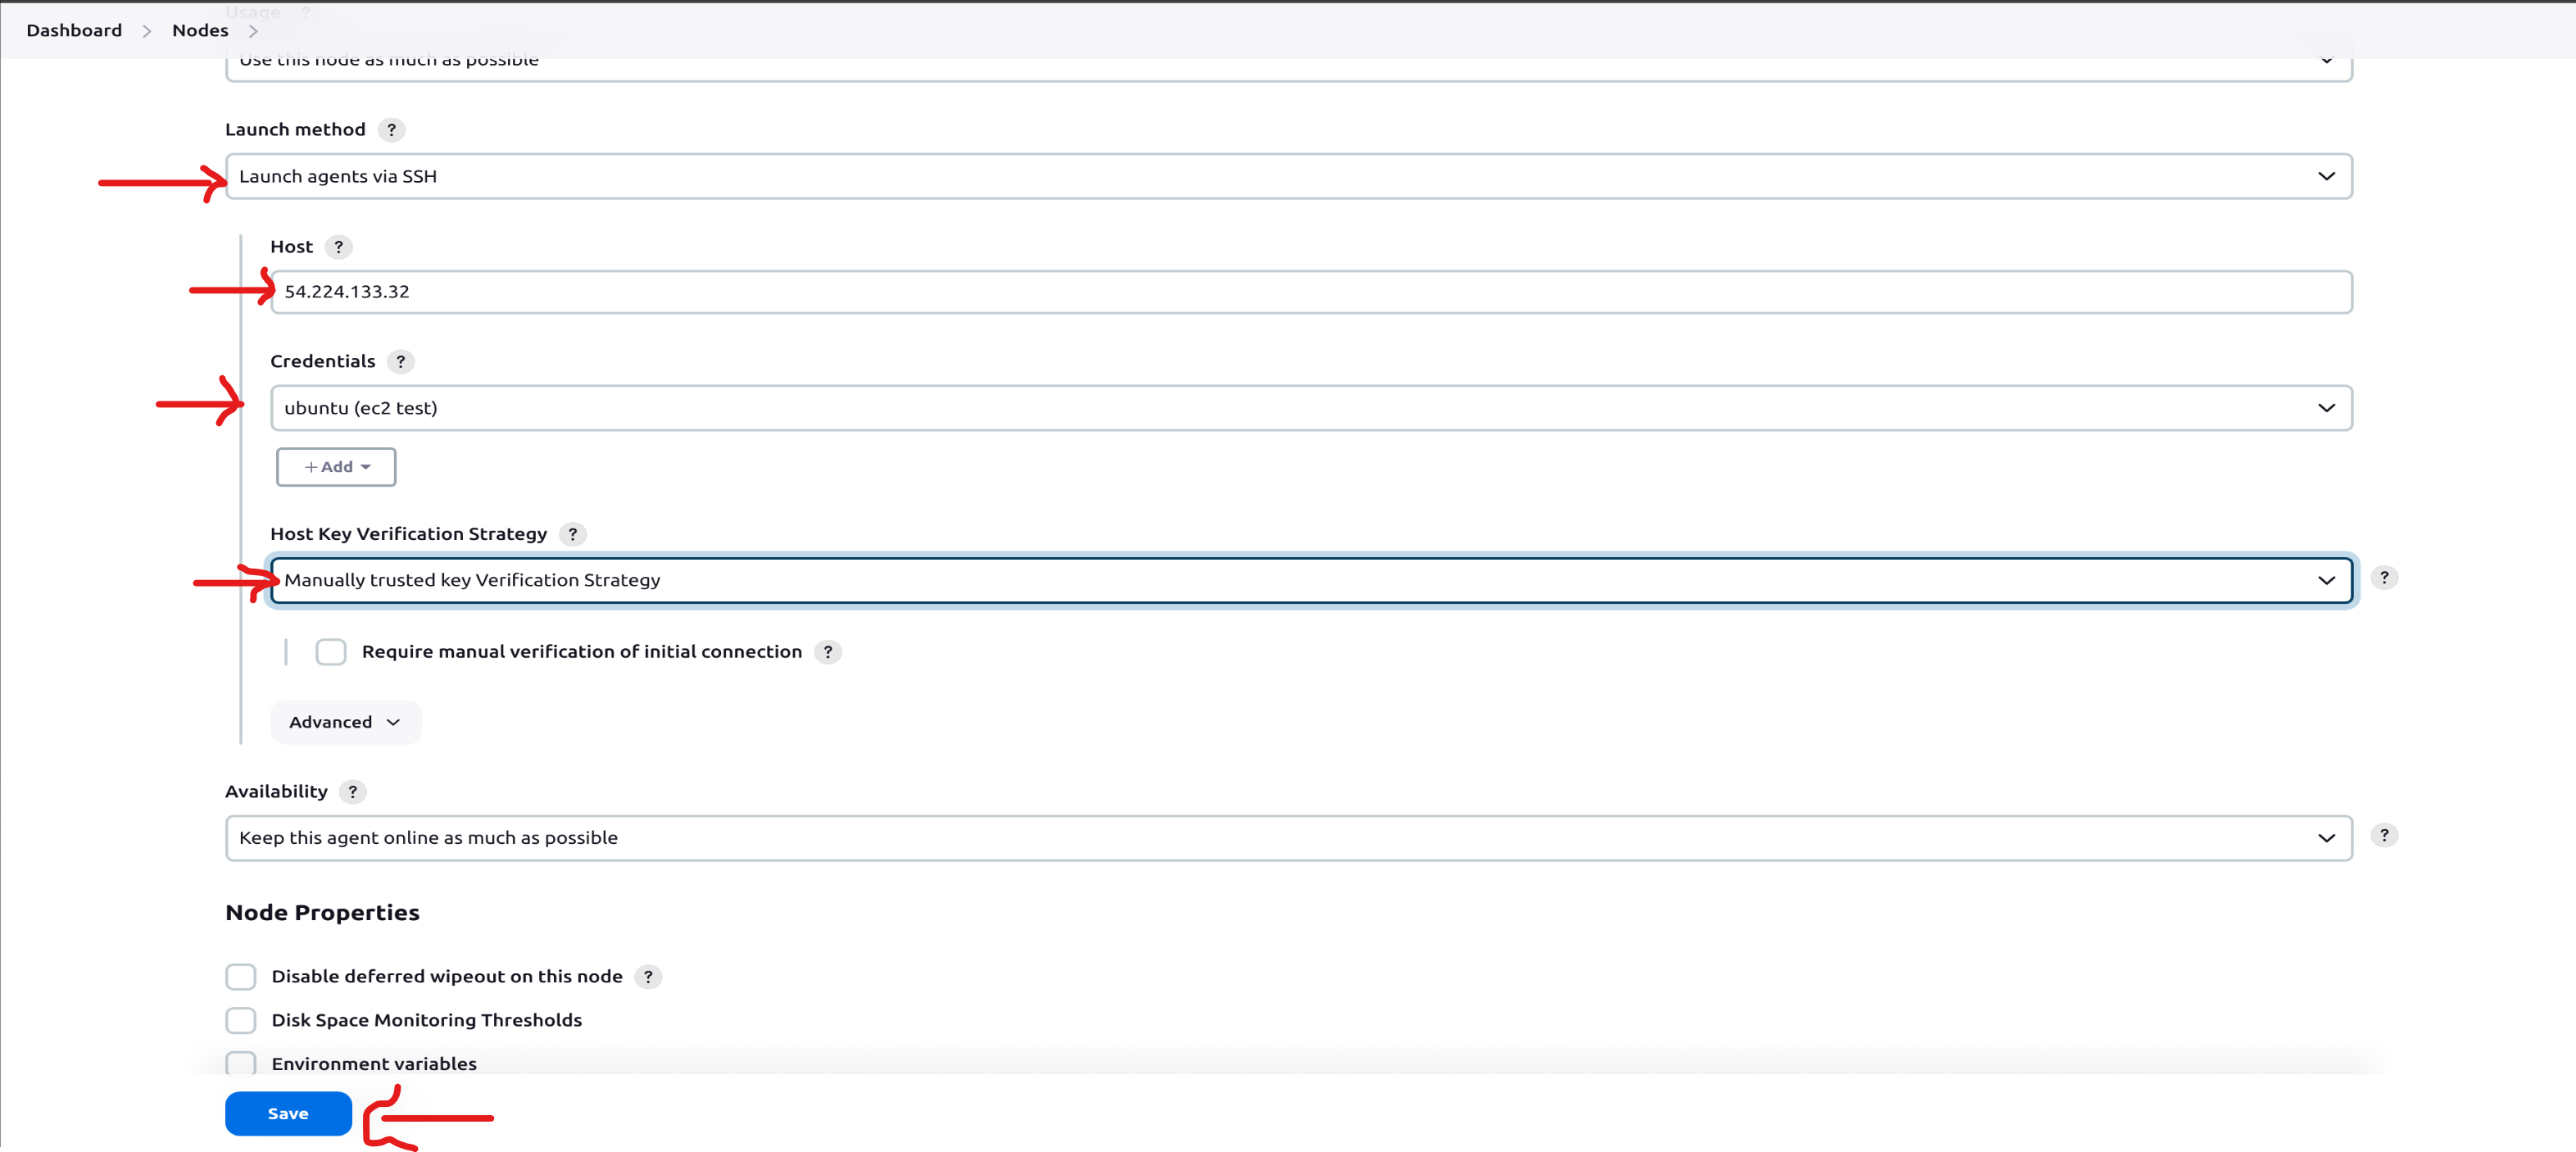 Usage ?
Dashboard > Nodes >
Use this node as much as possible
Launch method ?
Launch agents via SSH
Host ?
54.224.133.32
Credentials ?
ubuntu (ec2 test)
+ Add
Host Key Verification Strategy ?
Manually trusted key Verification Strategy
?
Require manual verification of initial connection ?
Advanced
Availability ?
Keep this agent online as much as possible
?
Node Properties
Disable deferred wipeout on this node ?
Disk Space Monitoring Thresholds
Environment variables
Save